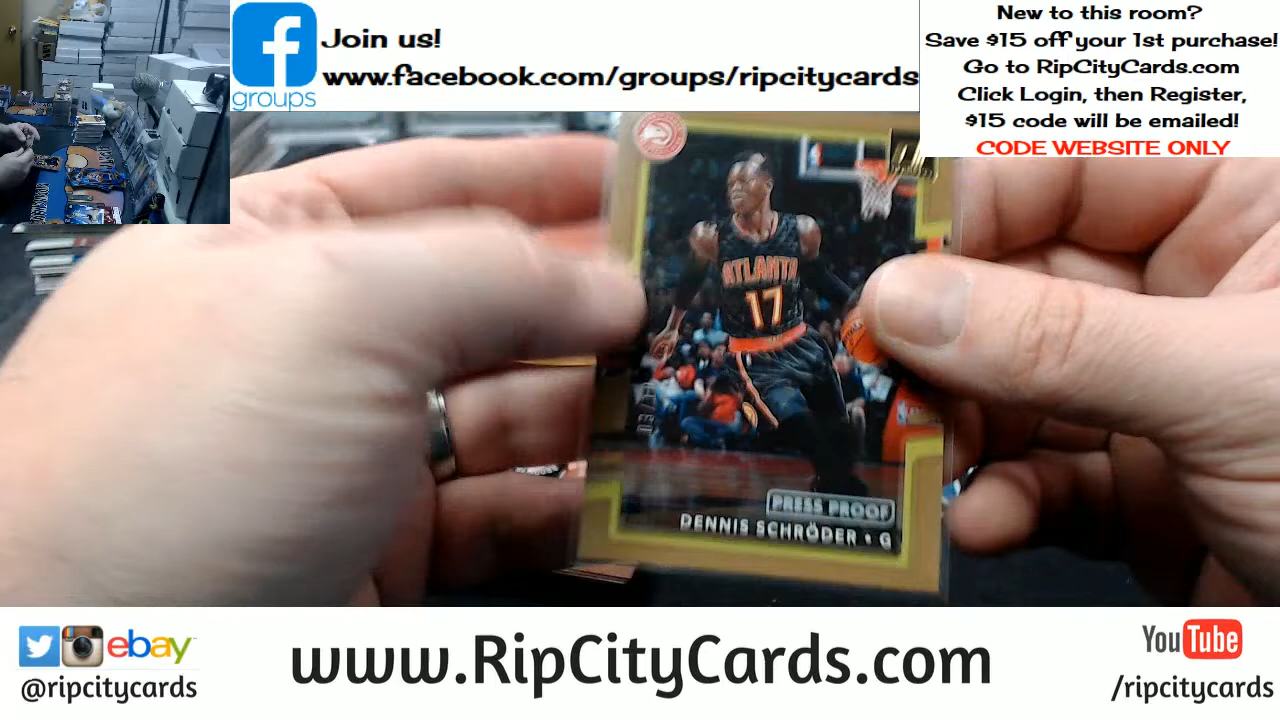 Join us!
www.facebook.com/groups/ripcitycards
groups
New to this room?
Save $15 off your 1st purchase!
Go to RipCityCards.com
Click Login, then Register,
$15 code will be emailed!
CODE WEBSITE ONLY
ATLANTA
17
PRESS PROOF
DENNIS SCHRÖDER • G
ebay
@ripcitycards
www.RipCityCards.com
YouTube
/ripcitycards